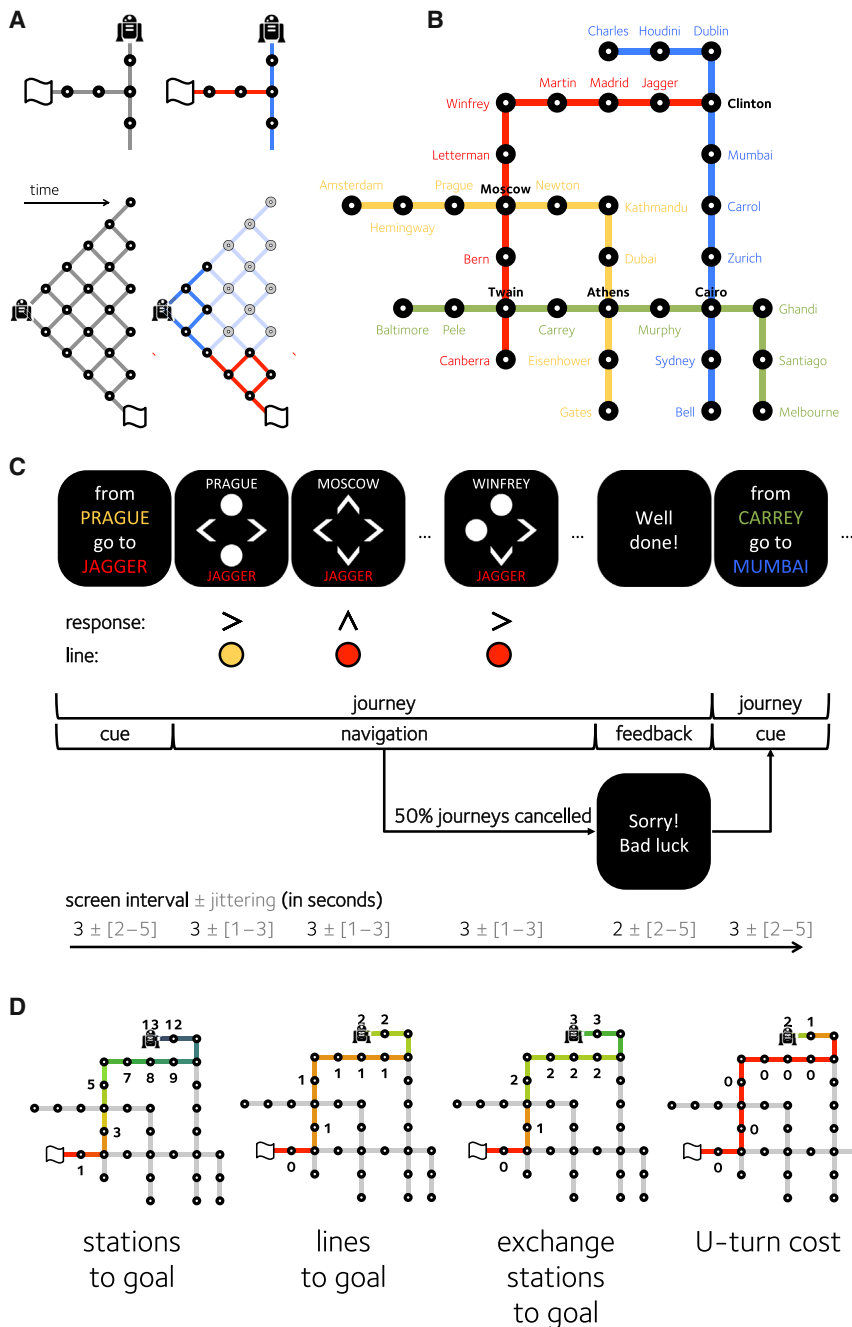 A
time
B
Charles Houdini Dublin
Martin Madrid Jagger
Winfrey Clinton
Letterman Mumbai
Amsterdam Prague Moscow Newton
Hemingway Kathmandu Carrol
Bern Dubai Zurich
Twain Athens Cairo Ghandi
Baltimore Pele Carrey Murphy
Canberra Eisenhower Sydney Santiago
Gates Bell Melbourne
C
from
PRAGUE
go to
JAGGER
PRAGUE
JAGGER
MOSCOW
JAGGER
...
WINFREY
JAGGER
...
Well
done!
from
CARREY
go to
MUMBAI
...
response: > ^ >
line:
journey journey
cue navigation feedback cue
50% journeys cancelled
Sorry!
Bad luck
screen interval ± jittering (in seconds)
3 ± [2–5] 3 ± [1–3] 3 ± [1–3] 3 ± [1–3] 2 ± [2–5] 3 ± [2–5]
D
13 12
5 7 8 9
3
1
stations
to goal
2 2
1 1 1 1
1
0
lines
to goal
3 3
2 2 2 2
1
0
exchange
stations
to goal
2 1
0 0 0 0
0
0
U-turn cost